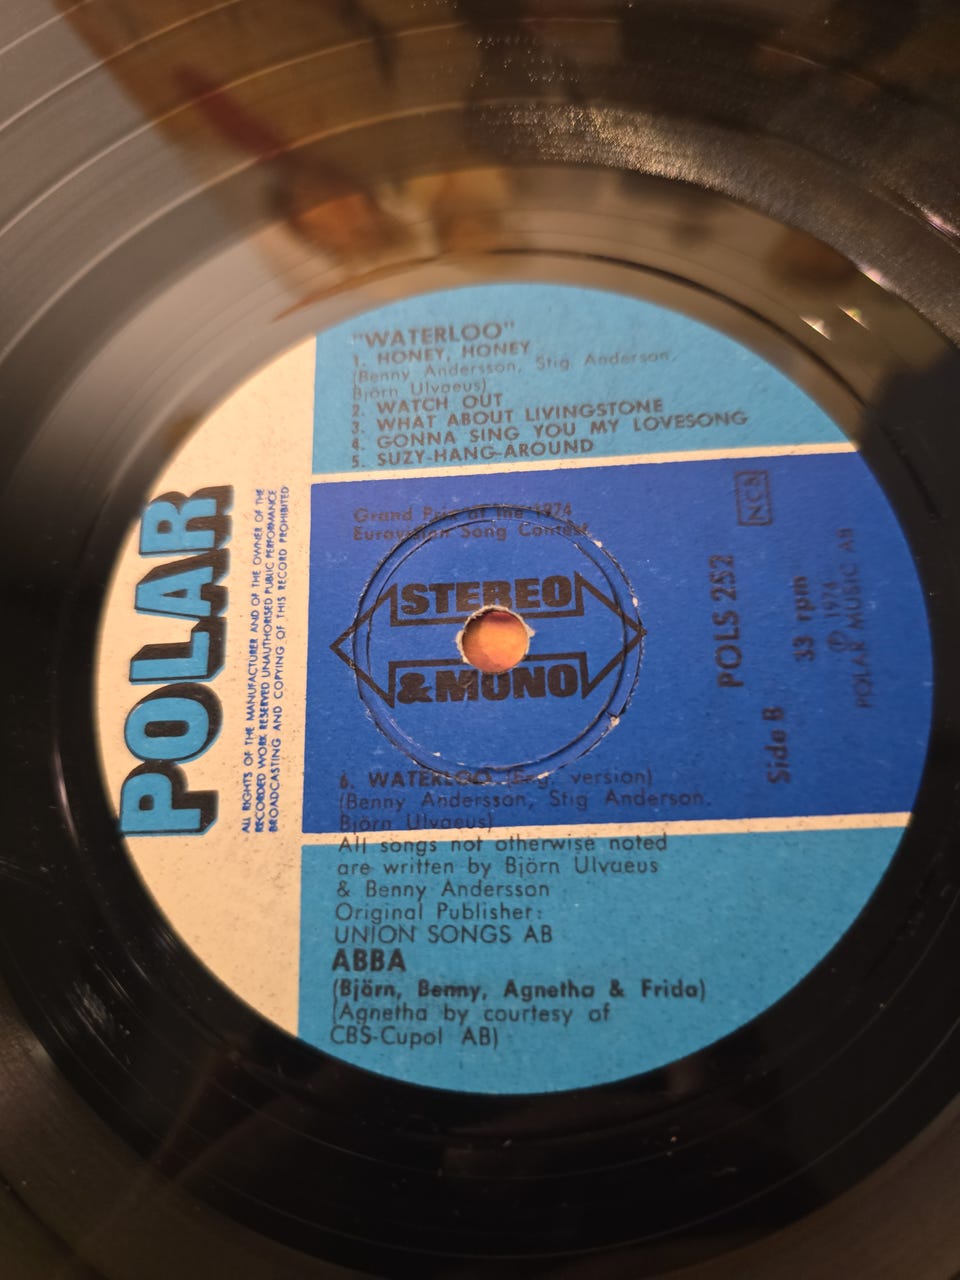 "WATERLOO"
1. HONEY, HONEY
(Benny Andersson, Stig Anderson,
Björn Ulvaeus)
2. WATCH OUT
3. WHAT ABOUT LIVINGSTONE
4. GONNA SING YOU MY LOVESONG
5. SUZY-HANG-AROUND
Grand Prix of the 1974
Eurovision Song Contest.
STEREO
&MONO
6. WATERLOO (Eng. version)
(Benny Andersson, Stig Anderson.
Björn Ulvaeus)
All songs not otherwise noted
are written by Björn Ulvaeus
& Benny Andersson
Original Publisher:
UNION SONGS AB
ABBA
(Björn, Benny, Agnetha & Frida)
(Agnetha by courtesy of
CBS-Cupol AB)
POLAR
ALL RIGHTS OF THE MANUFACTURER AND OF THE OWNER OF THE
RECORDED WORK RESERVED UNAUTHORISED PUBLIC PERFORMANCE
BROADCASTING AND COPYING OF THIS RECORD PROHIBITED
NCB
POLS 252
Side B
33 rpm
Ⓟ 1974
POLAR MUSIC AB